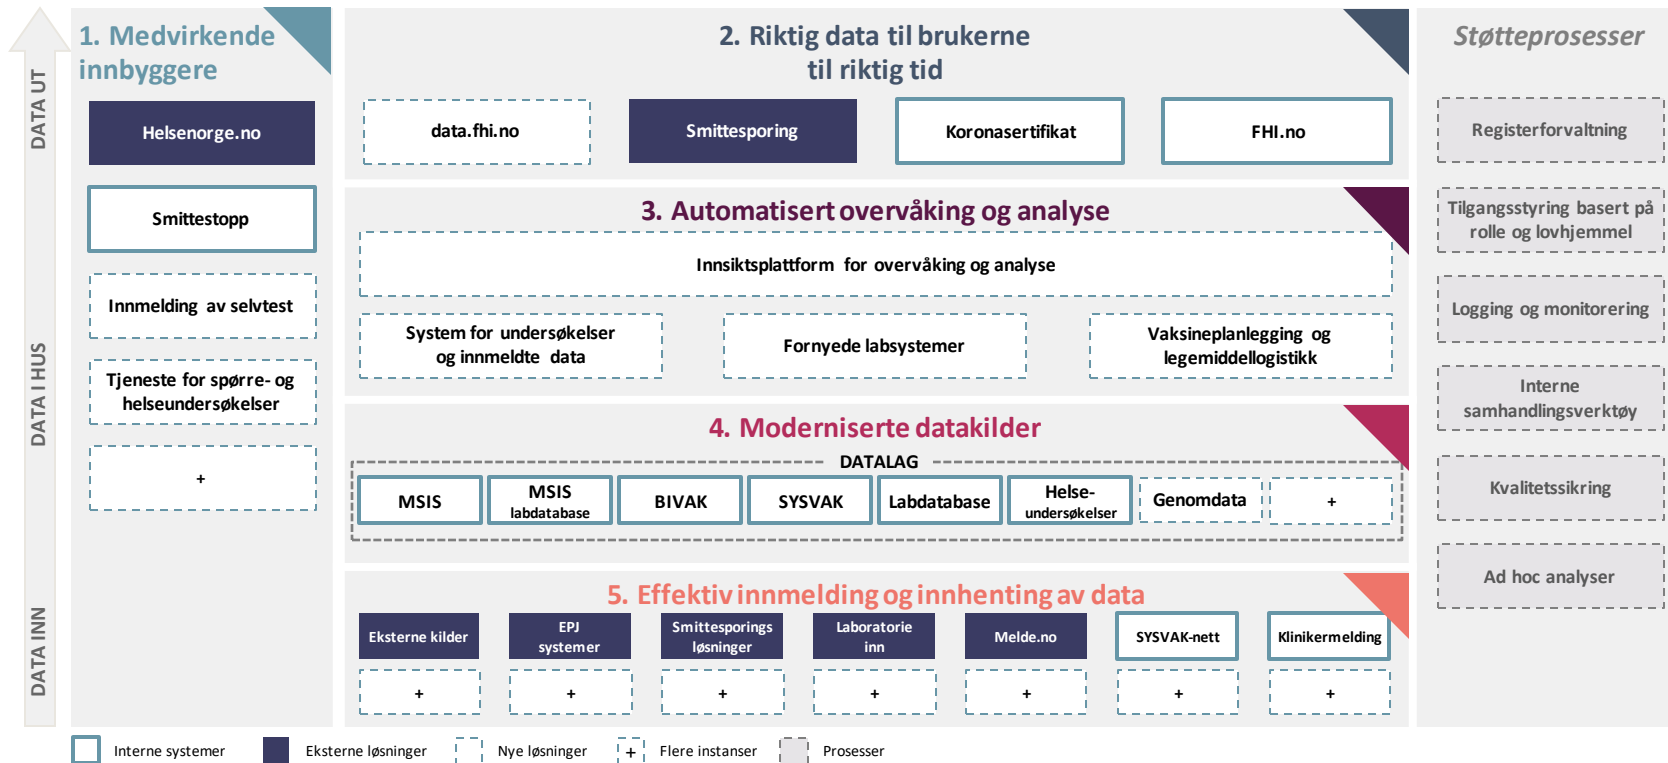 DATA UT
DATA I HUS
DATA INN
1. Medvirkende
innbyggere
Helsenorge.no
Smittestopp
Innmelding av selvtest
Tjeneste for spørre- og
helseundersøkelser
+
2. Riktig data til brukerne
til riktig tid
data.fhi.no
Smittesporing
Koronasertifikat
FHI.no
3. Automatisert overvåking og analyse
Innsiktsplattform for overvåking og analyse
System for undersøkelser
og innmeldte data
Fornyede labsystemer
Vaksineplanlegging og
legemiddellogistikk
4. Moderniserte datakilder
DATALAG
MSIS
MSIS
labdatabase
BIVAK
SYSVAK
Labdatabase
Helse-
undersøkelser
Genomdata
+
5. Effektiv innmelding og innhenting av data
Eksterne kilder
EPJ
systemer
Smittesporings
løsninger
Laboratorie
inn
Melde.no
SYSVAK-nett
Klinikermelding
+
+
+
+
+
+
+
Støtteprosesser
Registerforvaltning
Tilgangsstyring basert på
rolle og lovhjemmel
Logging og monitorering
Interne
samhandlingsverktøy
Kvalitetssikring
Ad hoc analyser
Interne systemer
Eksterne løsninger
Nye løsninger
+
Flere instanser
Prosesser